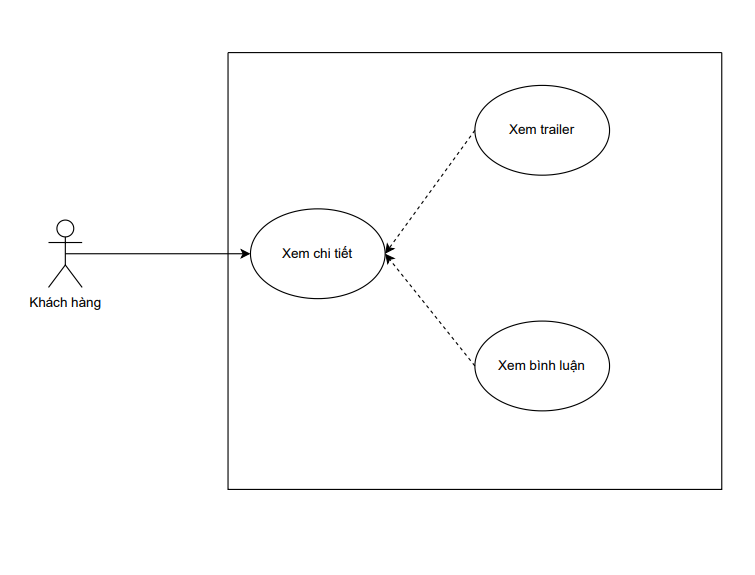 Xem trailer
Xem chi tiết
Khách hàng
Xem bình luận